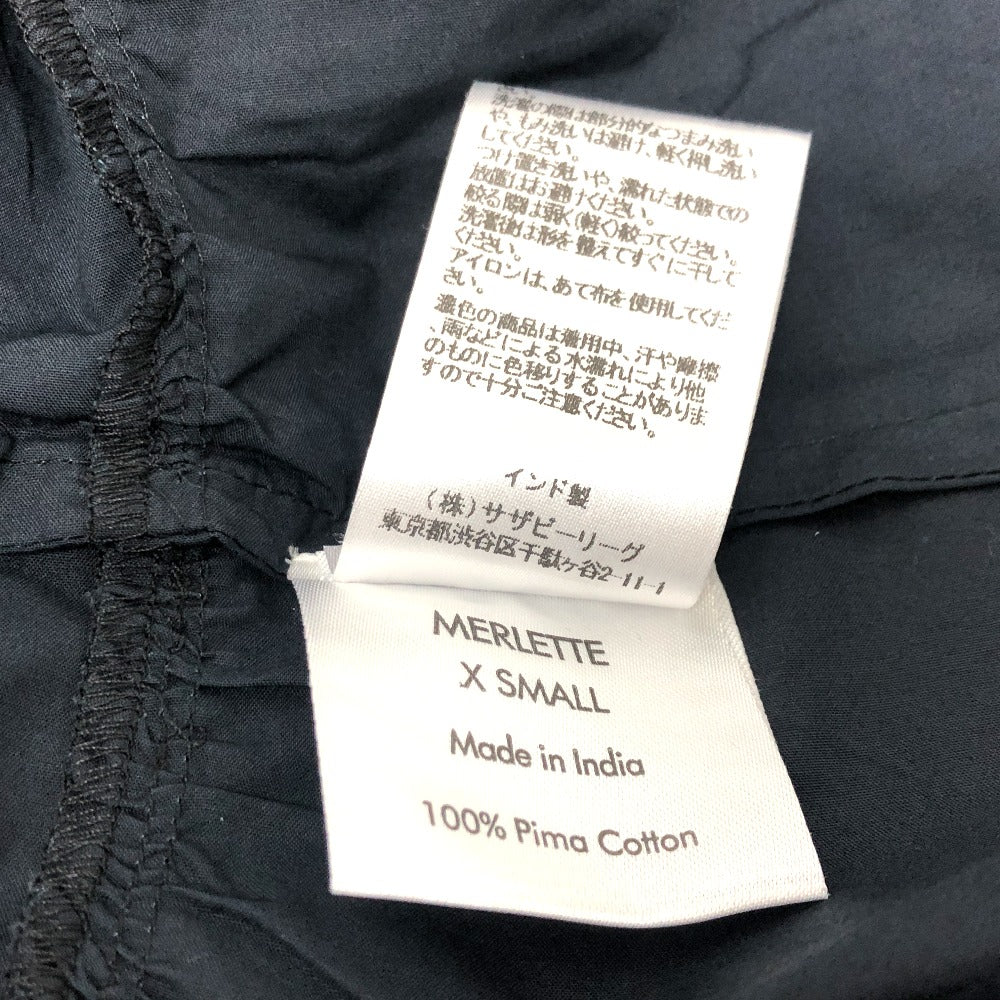 洗濯の際は部分的なつまみ洗い
や、もみ洗いは避け、軽く押し洗い
してください。
つけ置き洗いや、濡れた状態での
放置はお避けください。
絞る際は弱く(軽く)絞ってください。
洗濯後は形を整えてすぐに干して
ください。
アイロンは、あて布を使用してくだ
さい。
濃色の商品は着用中、汗や摩擦
、雨などによる水濡れにより他
のものに色移りすることがありま
すので十分ご注意ください。
インド製
(株)サザビーリーグ
東京都渋谷区千駄ヶ谷2-11-1
MERLETTE
X SMALL
Made in India
100% Pima Cotton